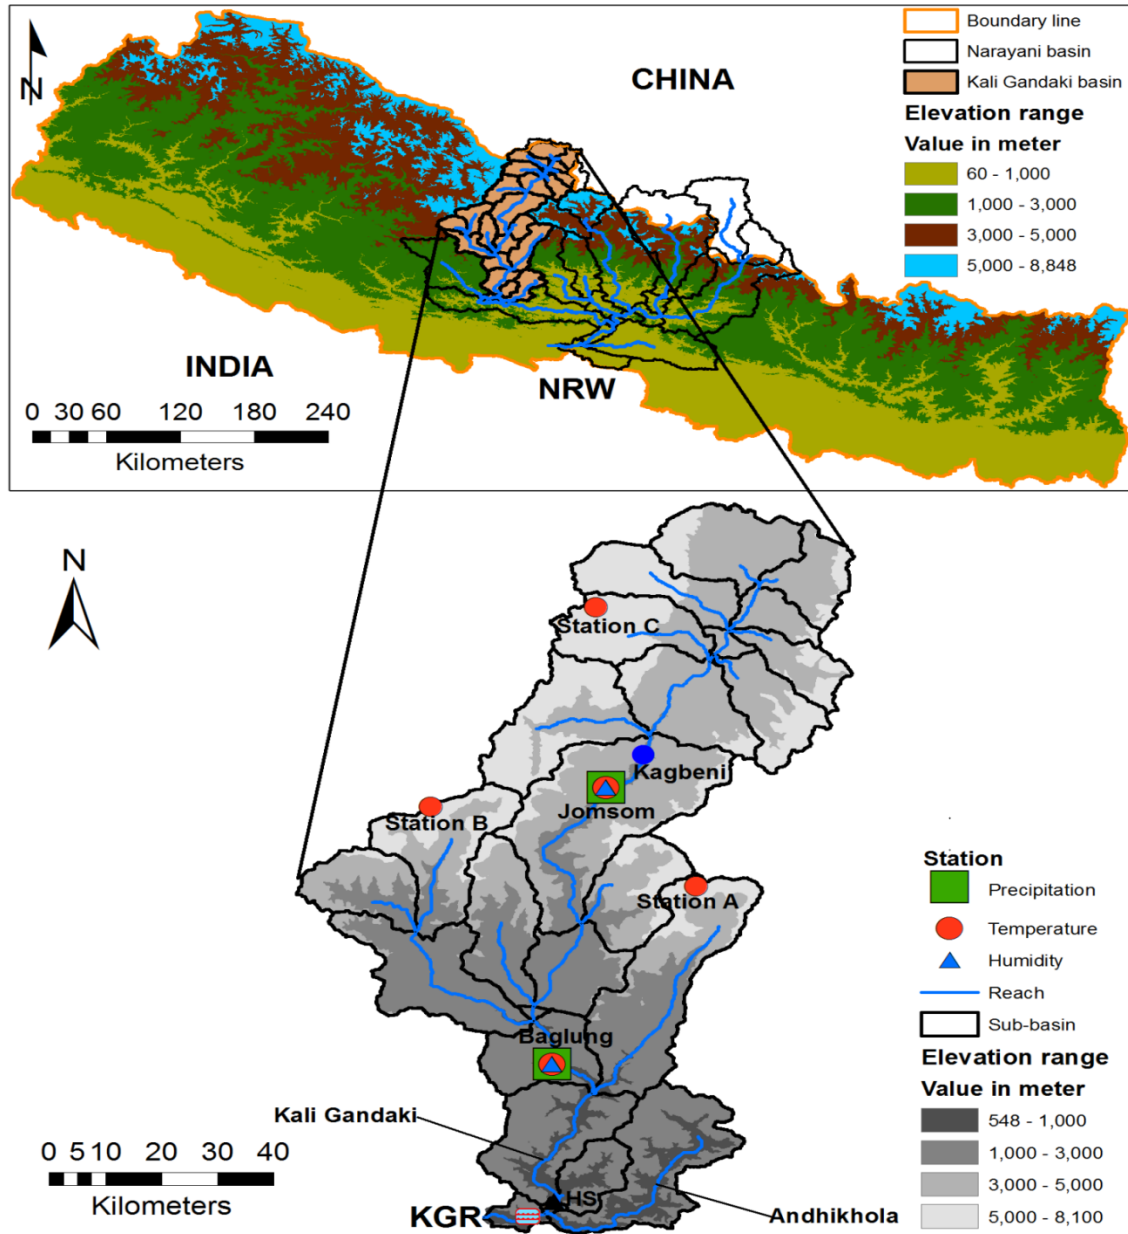 Boundary line
Narayani basin
Kali Gandaki basin
Elevation range
Value in meter
60 - 1,000
1,000 - 3,000
3,000 - 5,000
5,000 - 8,848
N
CHINA
INDIA
NRW
0 30 60 120 180 240
Kilometers
N
Station C
Kagbeni
Jomsom
Station B
Station A
Baglung
Kali Gandaki
HS
KGR
Andhikhola
0 5 10 20 30 40
Kilometers
Station
Precipitation
Temperature
Humidity
Reach
Sub-basin
Elevation range
Value in meter
548 - 1,000
1,000 - 3,000
3,000 - 5,000
5,000 - 8,100